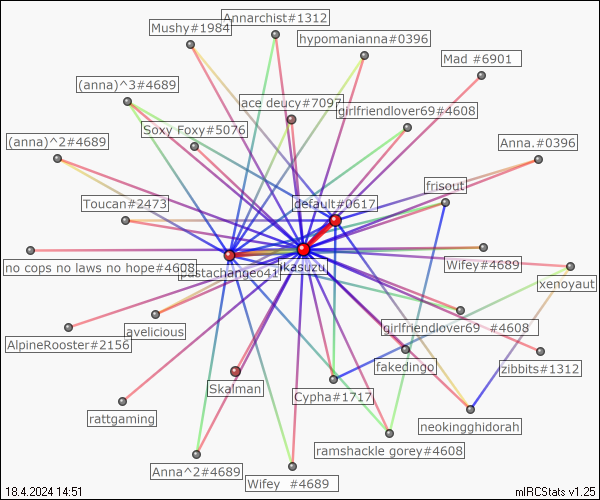 Annarchist#1312
Mushy#1984
hypomanianna#0396
Mad #6901
(anna)^3#4689
ace deucy#7097
girlfriendlover69#4608
Soxy Foxy#5076
(anna)^2#4689
Anna.#0396
frisout
Toucan#2473
default#0617
no cops no laws no hope#4608
Wifey#4689
xenoyaut
avelicious
girlfriendlover69 #4608
AlpineRooster#2156
fakedingo
zibbits#1312
Skalman
Cypha#1717
rattgaming
neokingghidorah
ramshackle gorey#4608
Anna^2#4689
Wifey #4689
18.4.2024 14:51
mIRCStats v1.25